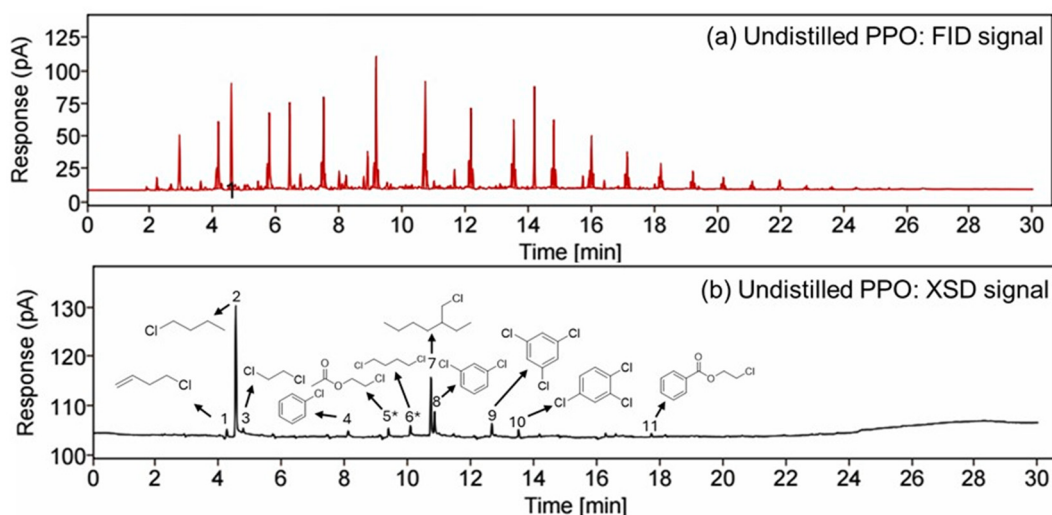 (a) Undistilled PPO: FID signal
Response (pA)
125
100
75
50
25
0
0 2 4 6 8 10 12 14 16 18 20 22 24 26 28 30
Time [min]
(b) Undistilled PPO: XSD signal
Response (pA)
130
120
110
100
Cl
Cl
Cl
Cl
Cl
O
O
Cl
Cl
Cl
Cl
Cl
Cl
Cl
Cl
Cl
Cl
Cl
Cl
O
O
Cl
1 2 3 4 5* 6* 7 8 9 10 11
0 2 4 6 8 10 12 14 16 18 20 22 24 26 28 30
Time [min]